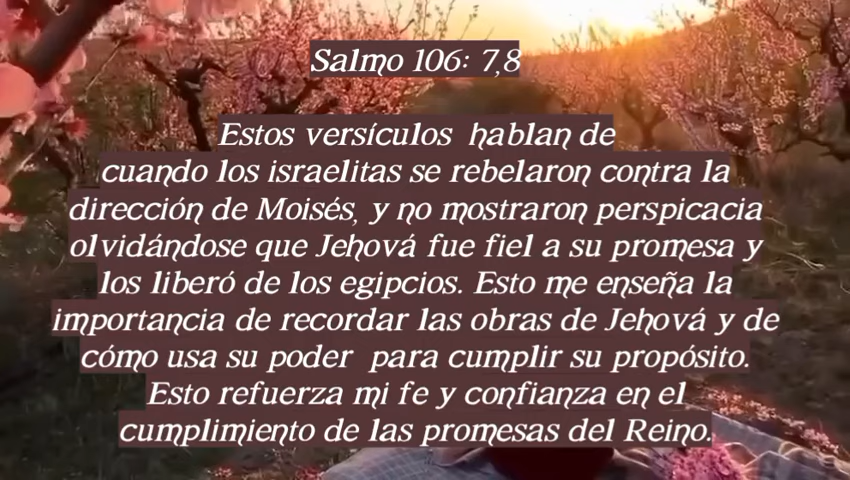 Salmo 106: 7,8
Estos versículos hablan de
cuando los israelitas se rebelaron contra la
dirección de Moisés, y no mostraron perspicacia
olvidándose que Jehová fue fiel a su promesa y
los liberó de los egipcios. Esto me enseña la
importancia de recordar las obras de Jehová y de
cómo usa su poder para cumplir su propósito.
Esto refuerza mi fe y confianza en el
cumplimiento de las promesas del Reino.